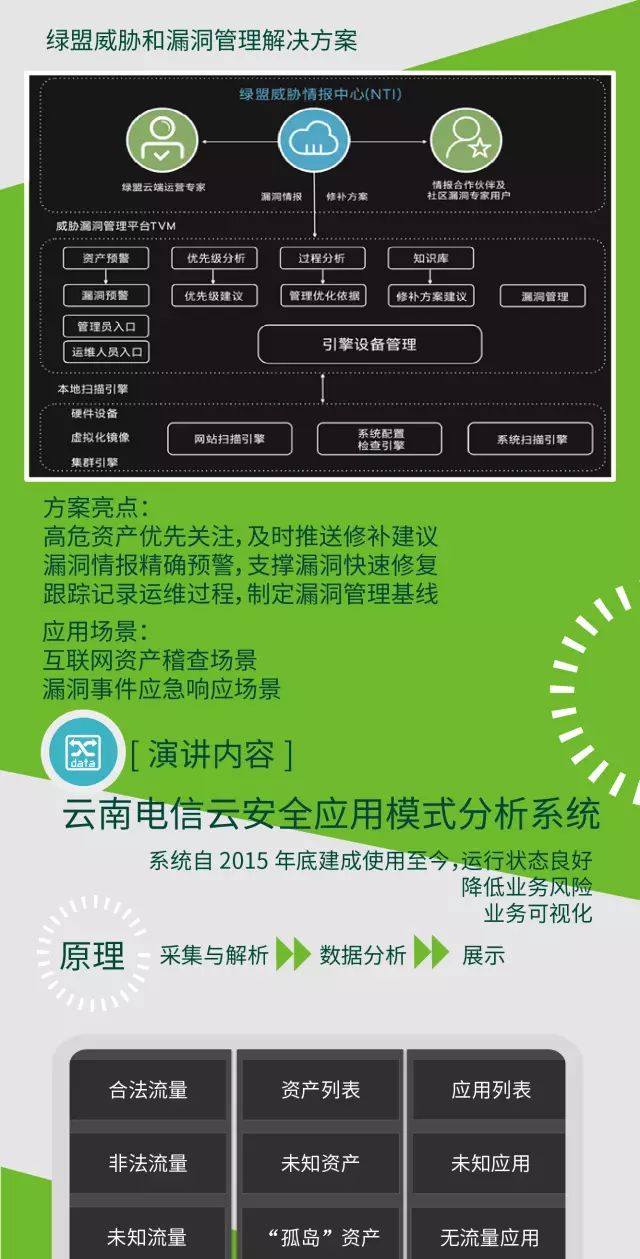 绿盟威胁和漏洞管理解决方案
绿盟威胁情报中心(NTI)
绿盟云端运营专家
漏洞情报
修补方案
情报合作伙伴及
社区漏洞专家用户
威胁漏洞管理平台TVM
资产预警
优先级分析
过程分析
知识库
漏洞预警
优先级建议
管理优化依据
修补方案建议
漏洞管理
管理员入口
运维人员入口
引擎设备管理
本地扫描引擎
硬件设备
虚拟化镜像
集群引擎
网站扫描引擎
系统配置
检查引擎
系统扫描引擎
方案亮点：
高危资产优先关注，及时推送修补建议
漏洞情报精确预警，支撑漏洞快速修复
跟踪记录运维过程，制定漏洞管理基线
应用场景：
互联网资产稽查场景
漏洞事件应急响应场景
data
[ 演讲内容 ]
云南电信云安全应用模式分析系统
系统自 2015 年底建成使用至今，运行状态良好
降低业务风险
业务可视化
原理
采集与解析
数据分析
展示
合法流量
资产列表
应用列表
非法流量
未知资产
未知应用
未知流量
“孤岛”资产
无流量应用